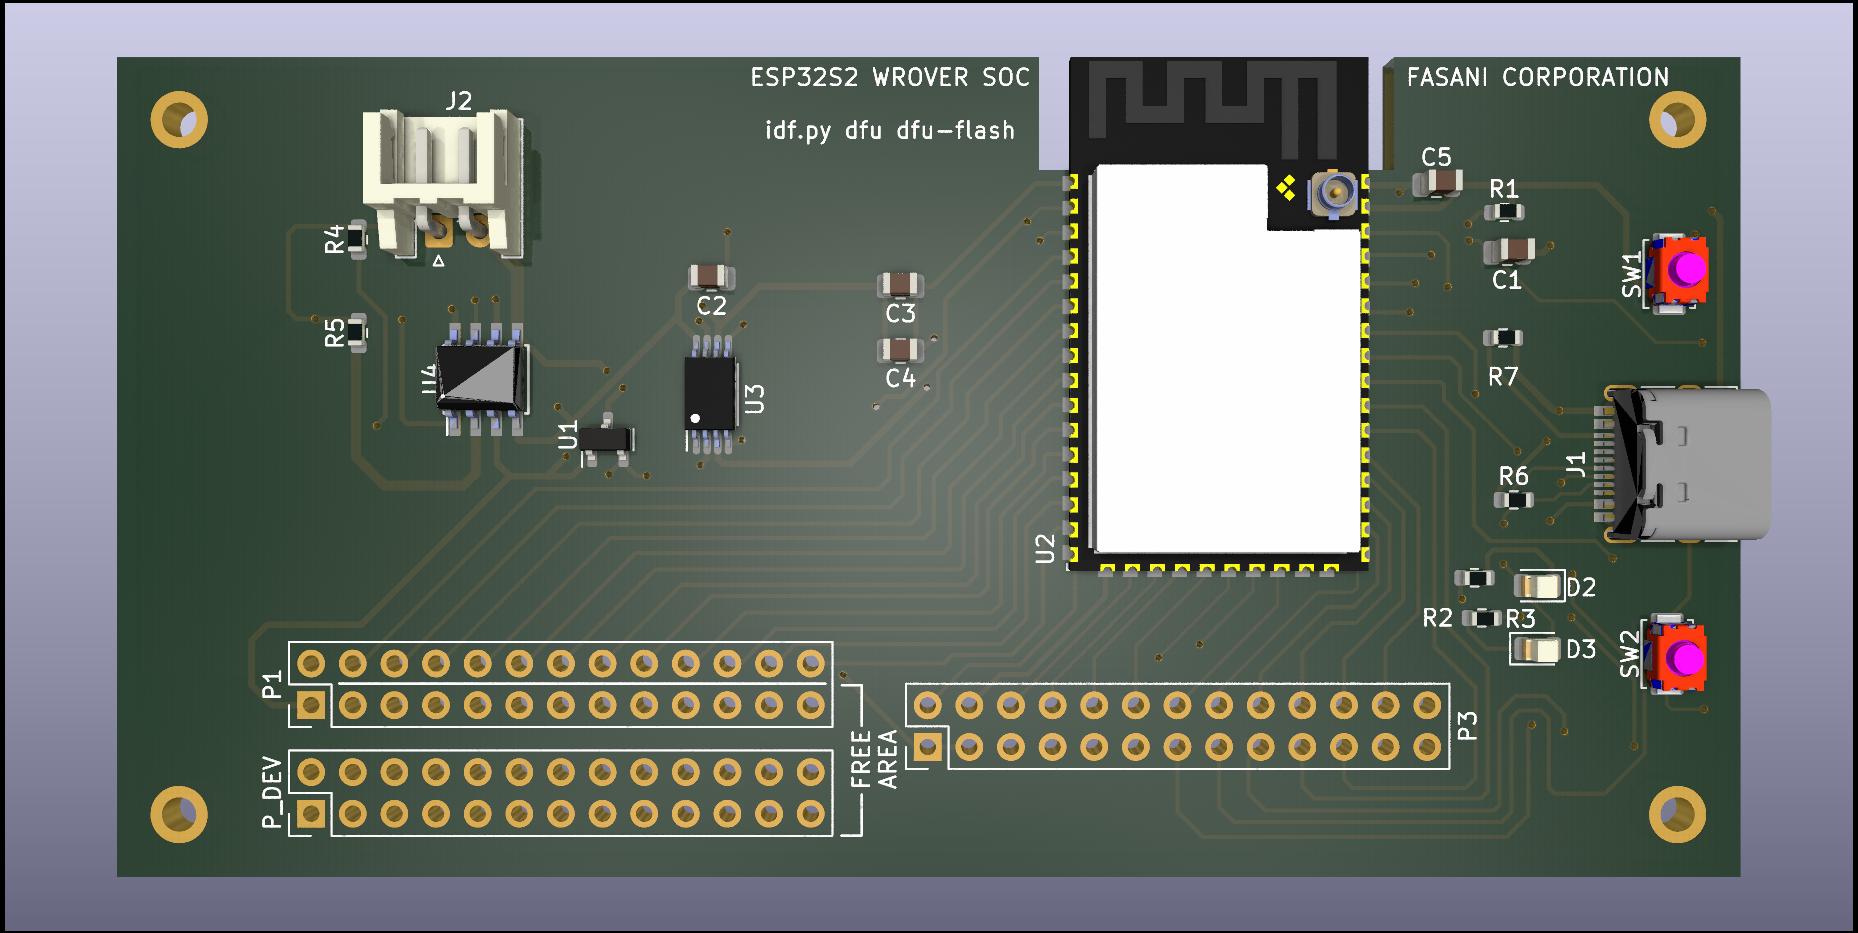 ESP32S2 WROVER SOC
FASANI CORPORATION
idf.py dfu dfu-flash
J2
C5
R1
R4
C1
SW1
C2
C3
R5
U4
C4
R7
U3
U1
J1
R6
U2
D2
R2
R3
D3
SW2
P1
P3
FREE
AREA
P_DEV